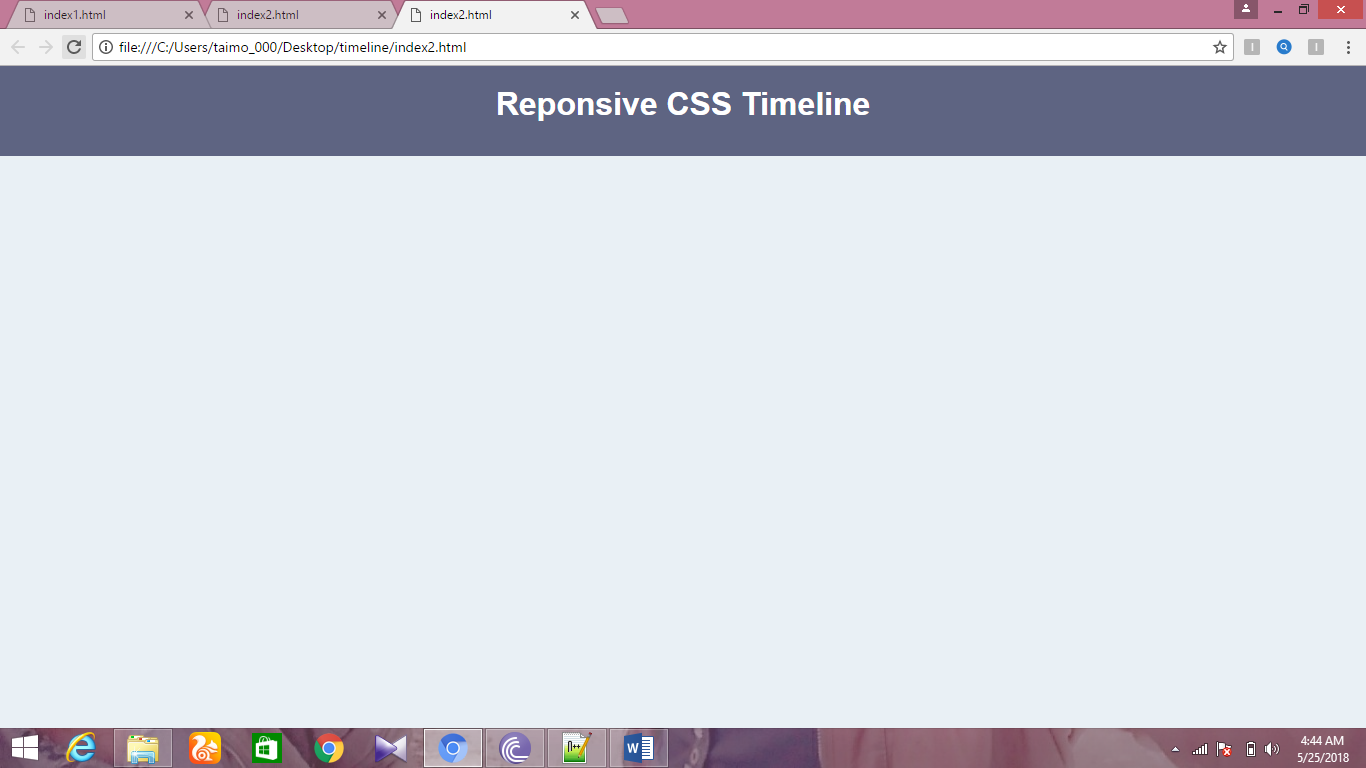 index1.html
index2.html
index2.html
file:///C:/Users/taimo_000/Desktop/timeline/index2.html
Reponsive CSS Timeline
4:44 AM
5/25/2018